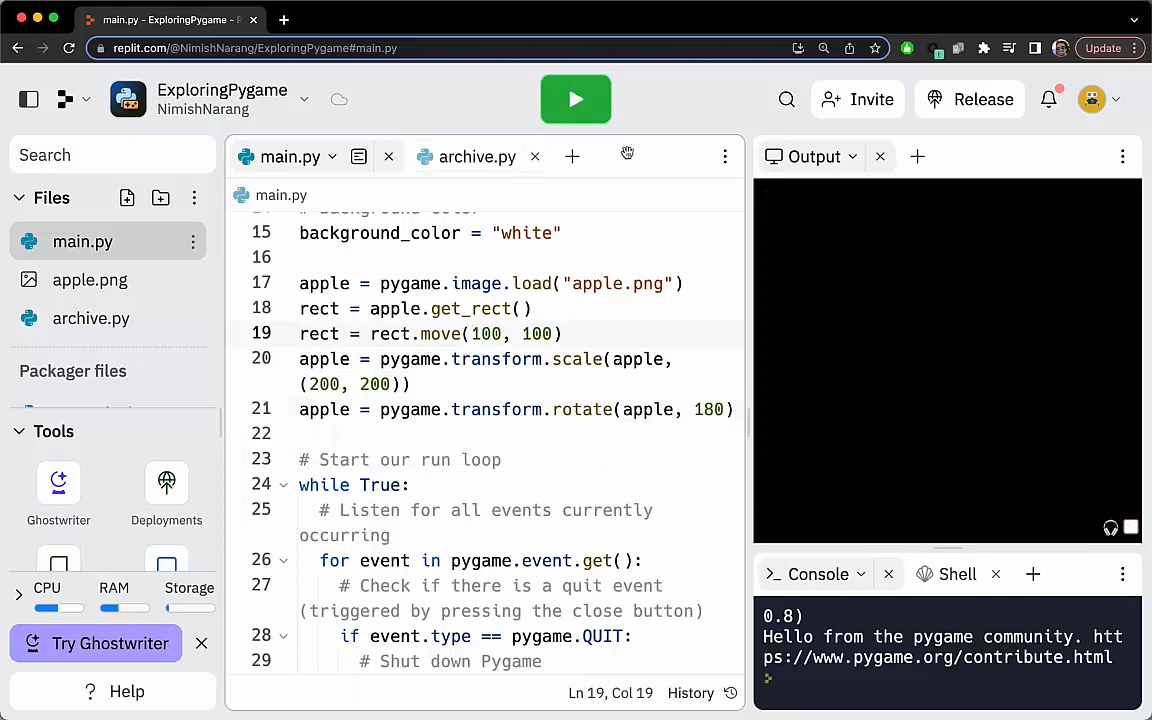 main.py - ExploringPygame - R
replit.com/@NimishNarang/ExploringPygame#main.py
Update
ExploringPygame
NimishNarang
Invite
Release
Search
Files
main.py
apple.png
archive.py
Packager files
Tools
Ghostwriter
Deployments
CPU
RAM
Storage
Try Ghostwriter
? Help
main.py
archive.py
main.py
# Background Color
15 background_color = "white"
16
17 apple = pygame.image.load("apple.png")
18 rect = apple.get_rect()
19 rect = rect.move(100, 100)
20 apple = pygame.transform.scale(apple,
(200, 200))
21 apple = pygame.transform.rotate(apple, 180)
22
23 # Start our run loop
24 while True:
25 # Listen for all events currently
occurring
26 for event in pygame.event.get():
27 # Check if there is a quit event
(triggered by pressing the close button)
28 if event.type == pygame.QUIT:
29 # Shut down Pygame
Ln 19, Col 19
History
Output
Console
Shell
0.8)
Hello from the pygame community. htt
ps://www.pygame.org/contribute.html